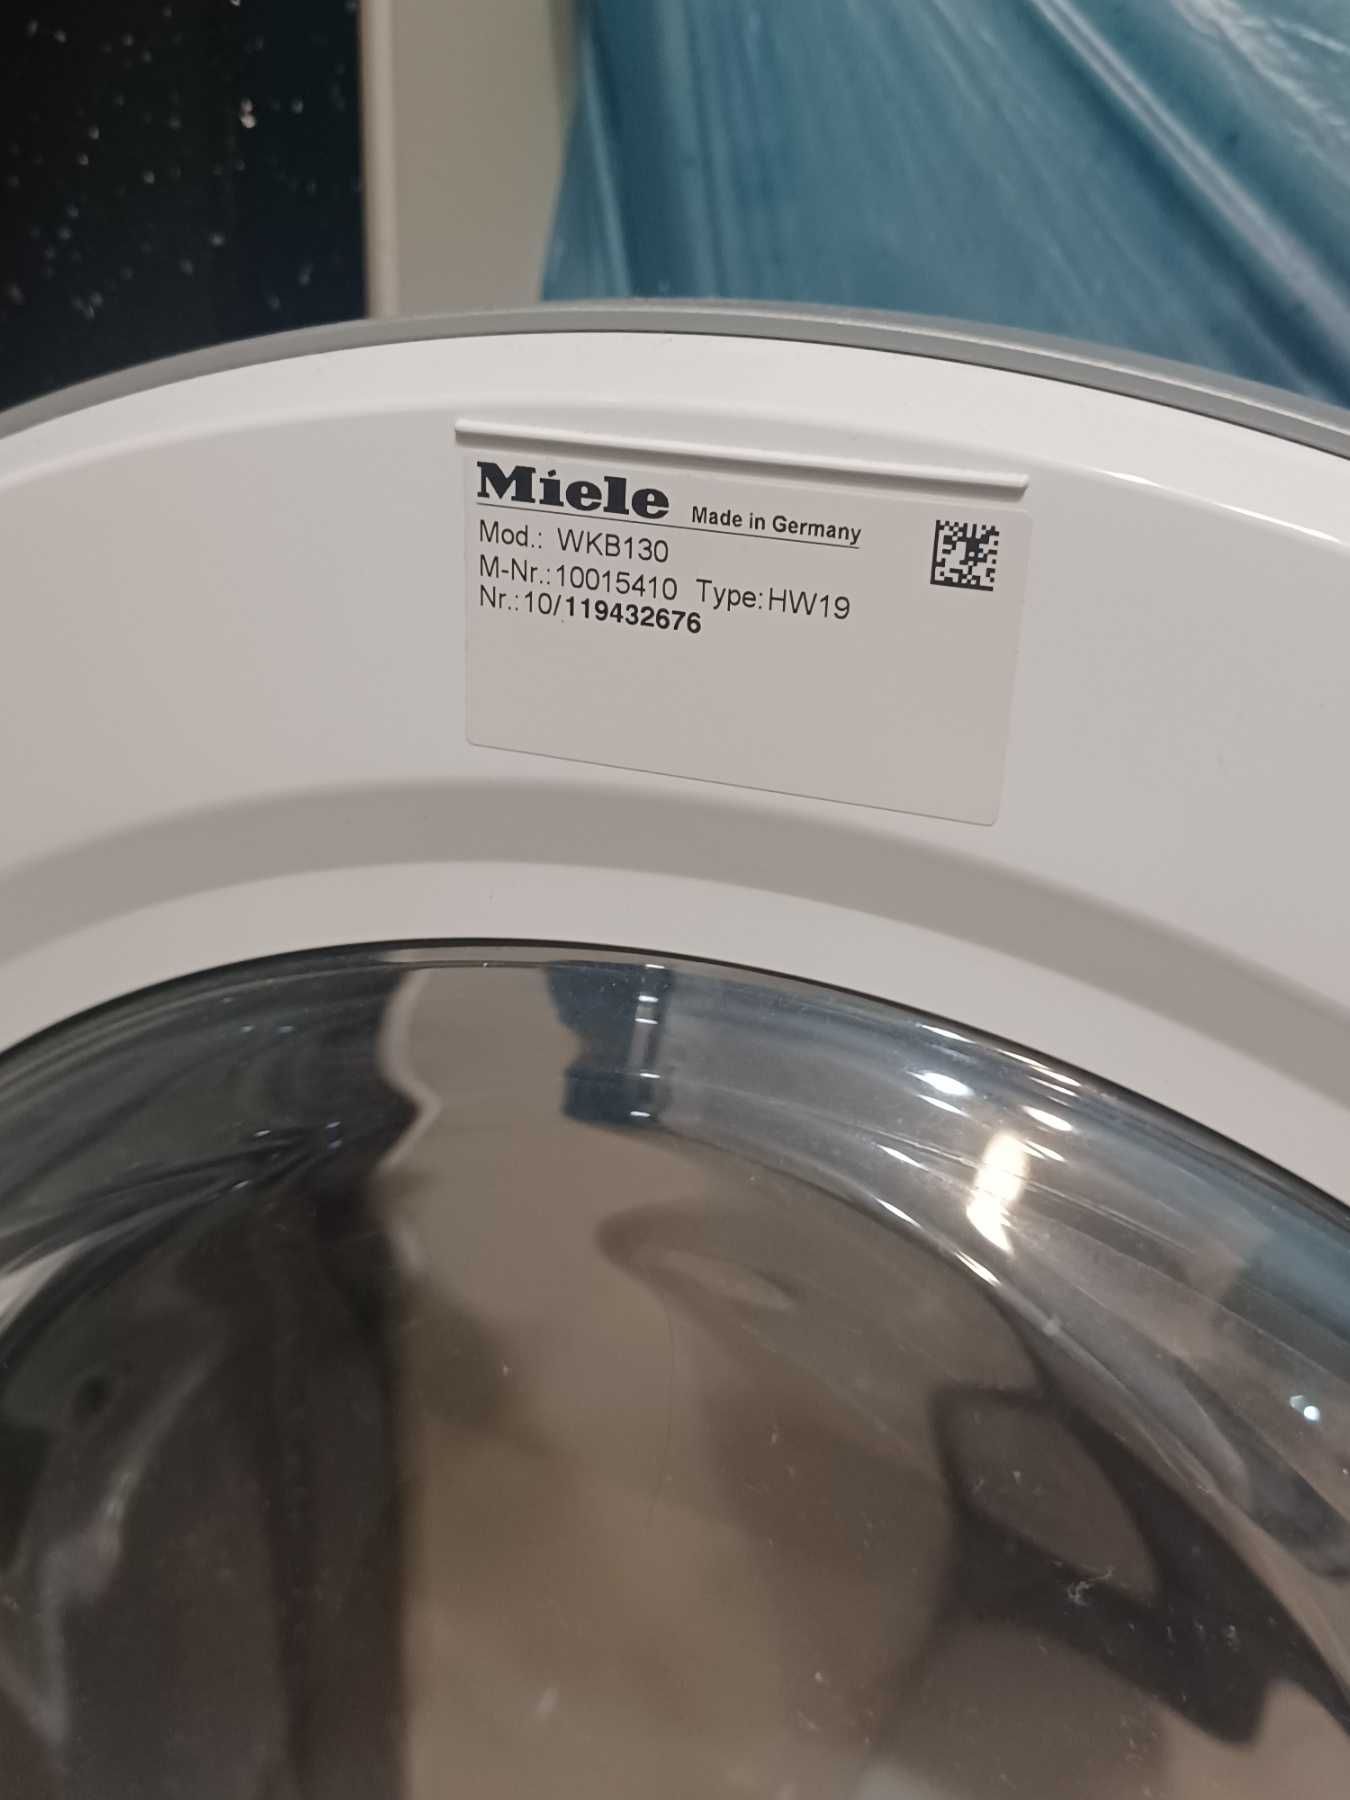 Miele Made in Germany
Mod.: WKB130
M-Nr.:10015410 Type:HW19
Nr.:10/119432676